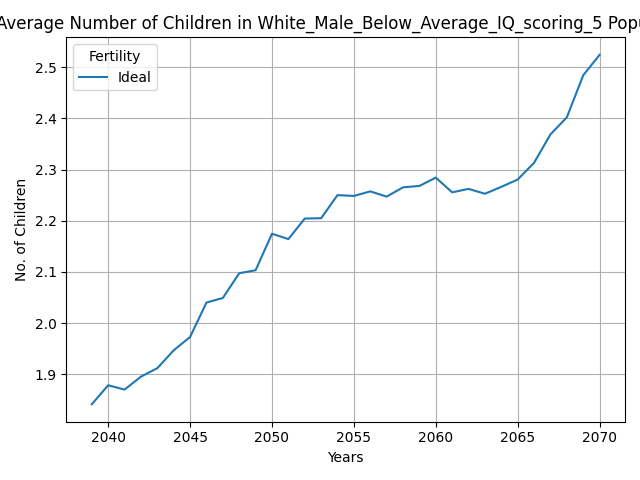 Average Number of Children in White_Male_Below_Average_IQ_scoring_5
Fertility
Ideal
No. of Children
2.5
2.4
2.3
2.2
2.1
2.0
1.9
2040 2045 2050 2055 2060 2065 2070
Years